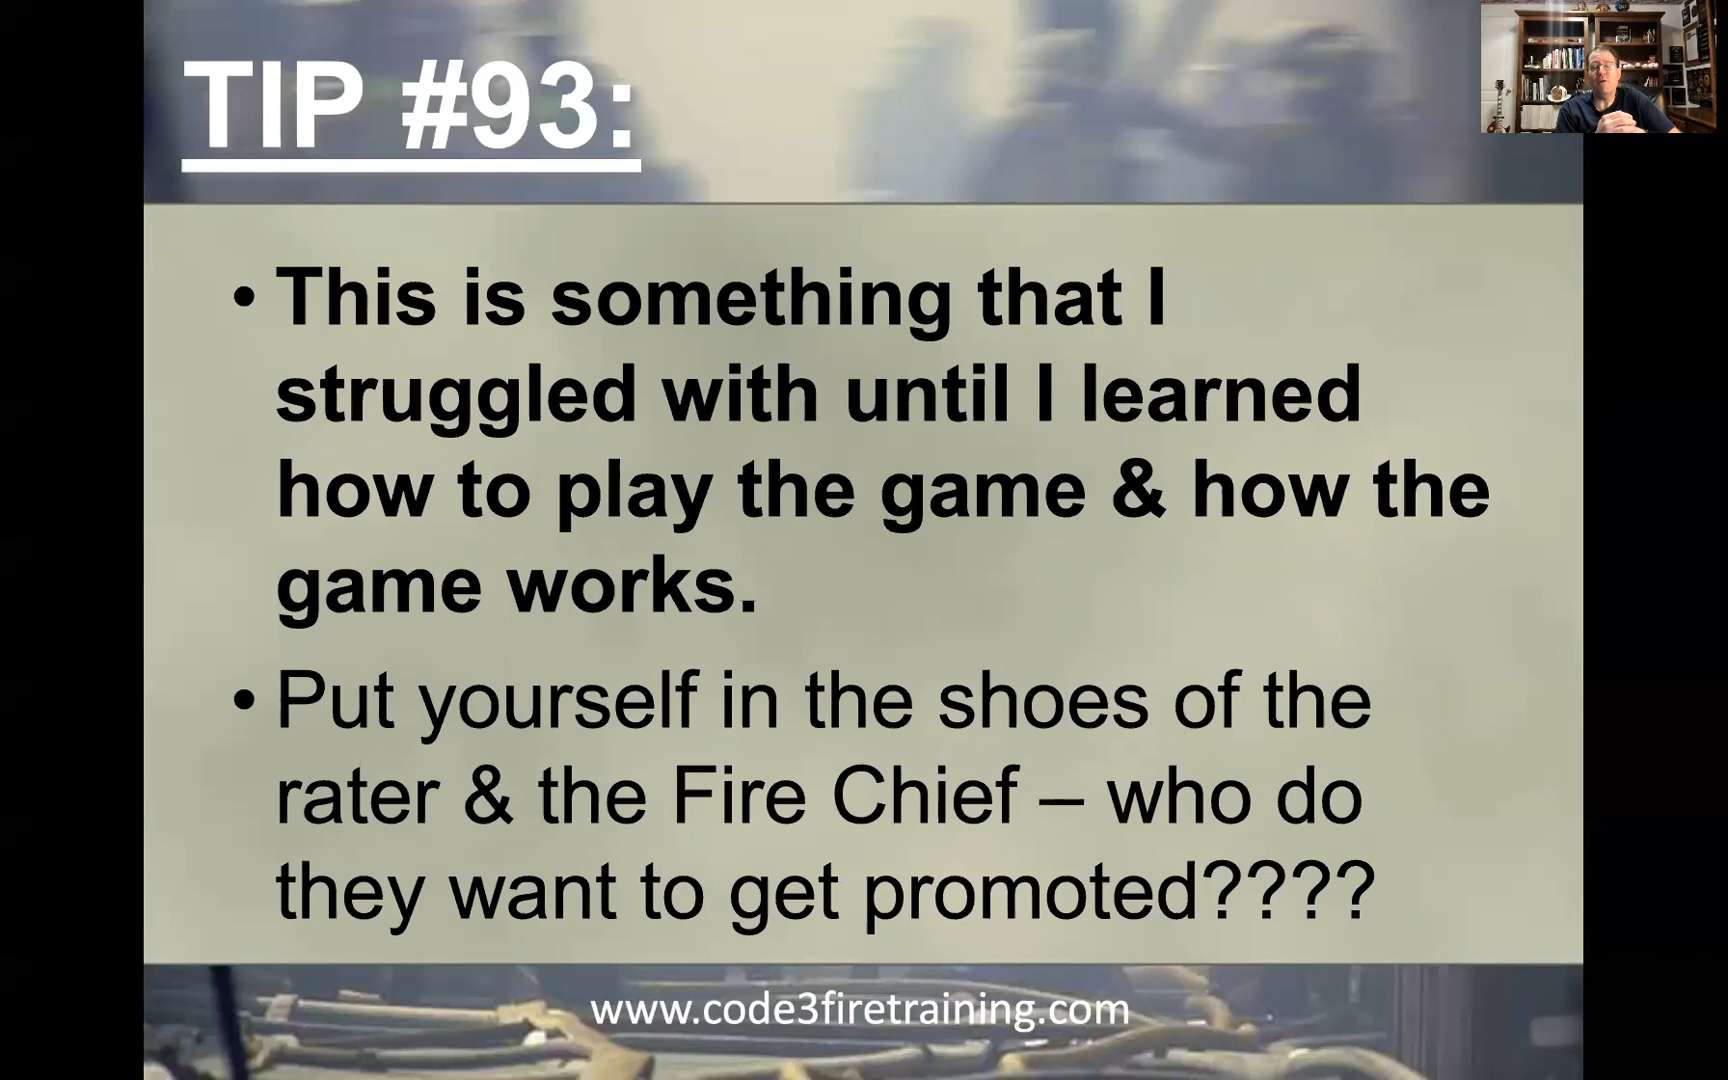 TIP #93:
• This is something that I
struggled with until I learned
how to play the game & how the
game works.
• Put yourself in the shoes of the
rater & the Fire Chief – who do
they want to get promoted????
www.code3firetraining.com